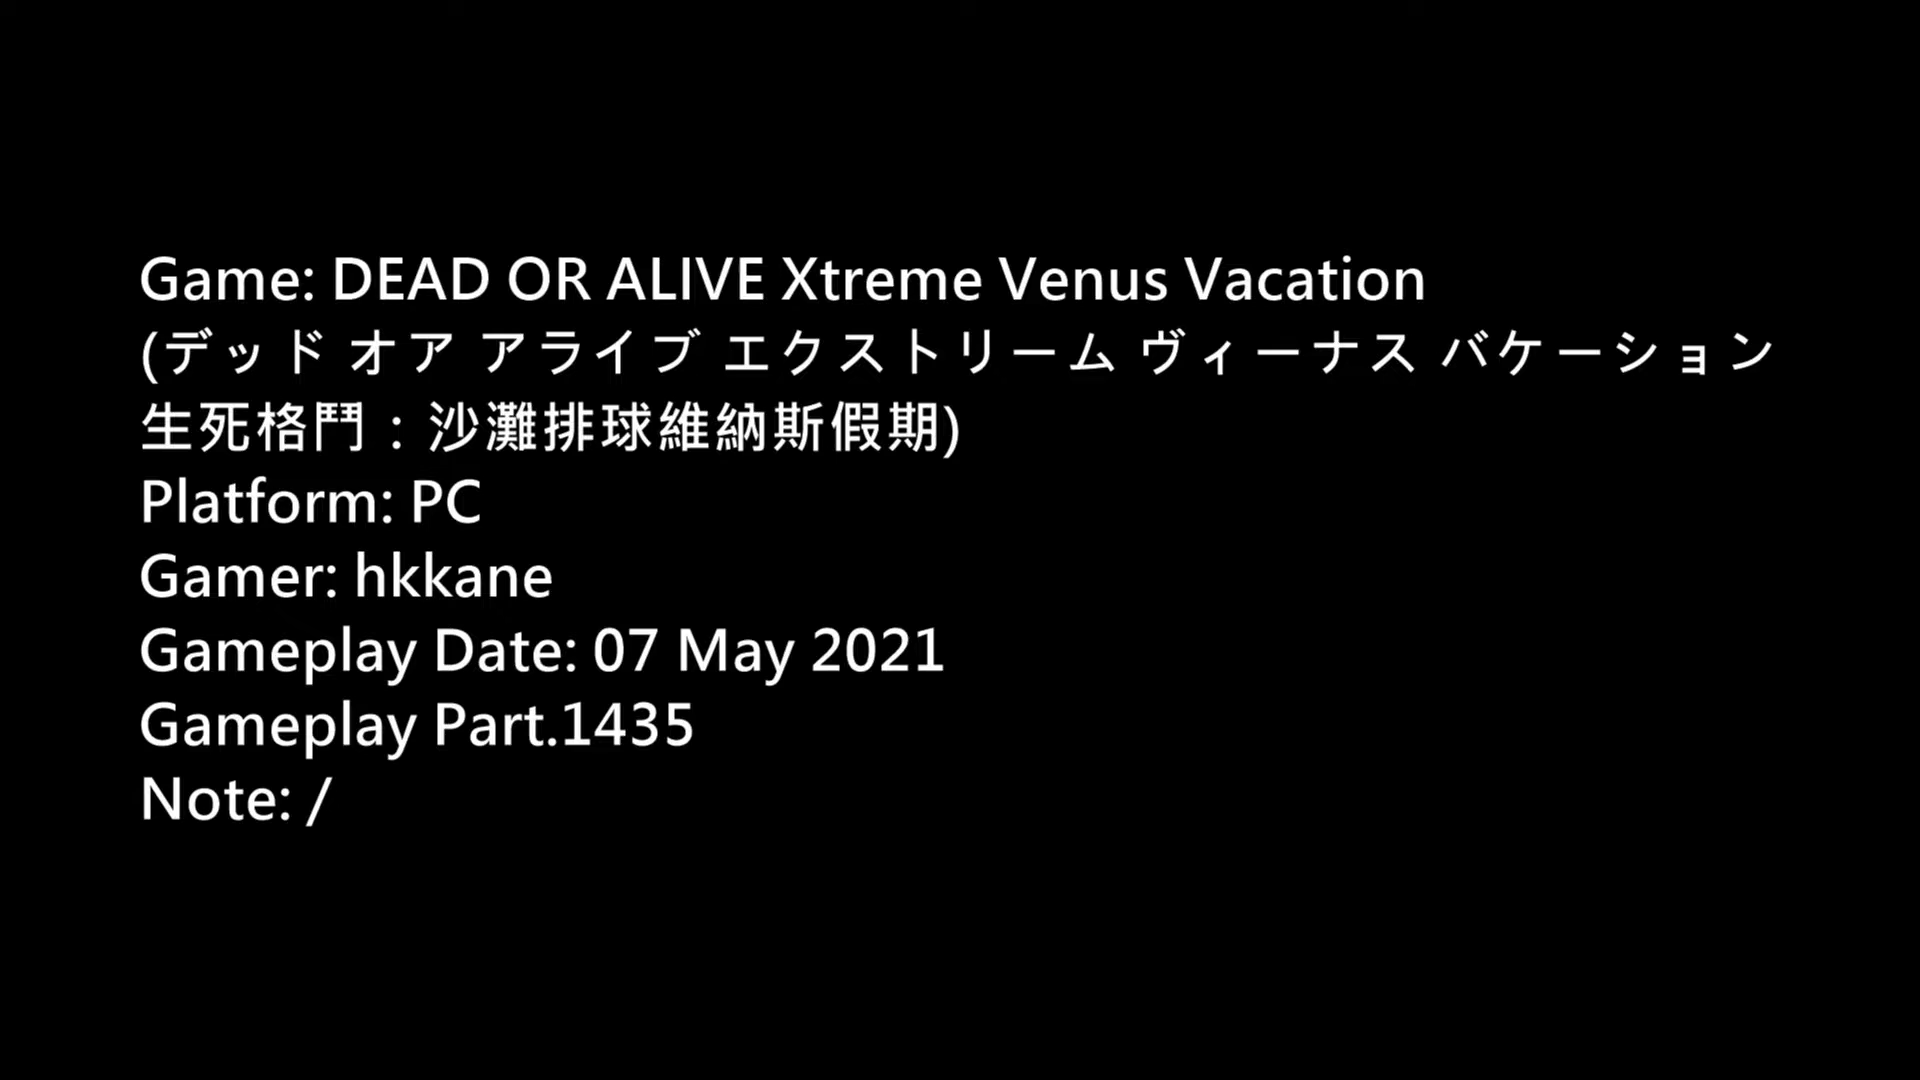 Game: DEAD OR ALIVE Xtreme Venus Vacation
(デッド オア アライブ エクストリーム ヴィーナス バケーション
生死格鬥：沙灘排球維納斯假期)
Platform: PC
Gamer: hkkane
Gameplay Date: 07 May 2021
Gameplay Part.1435
Note: /